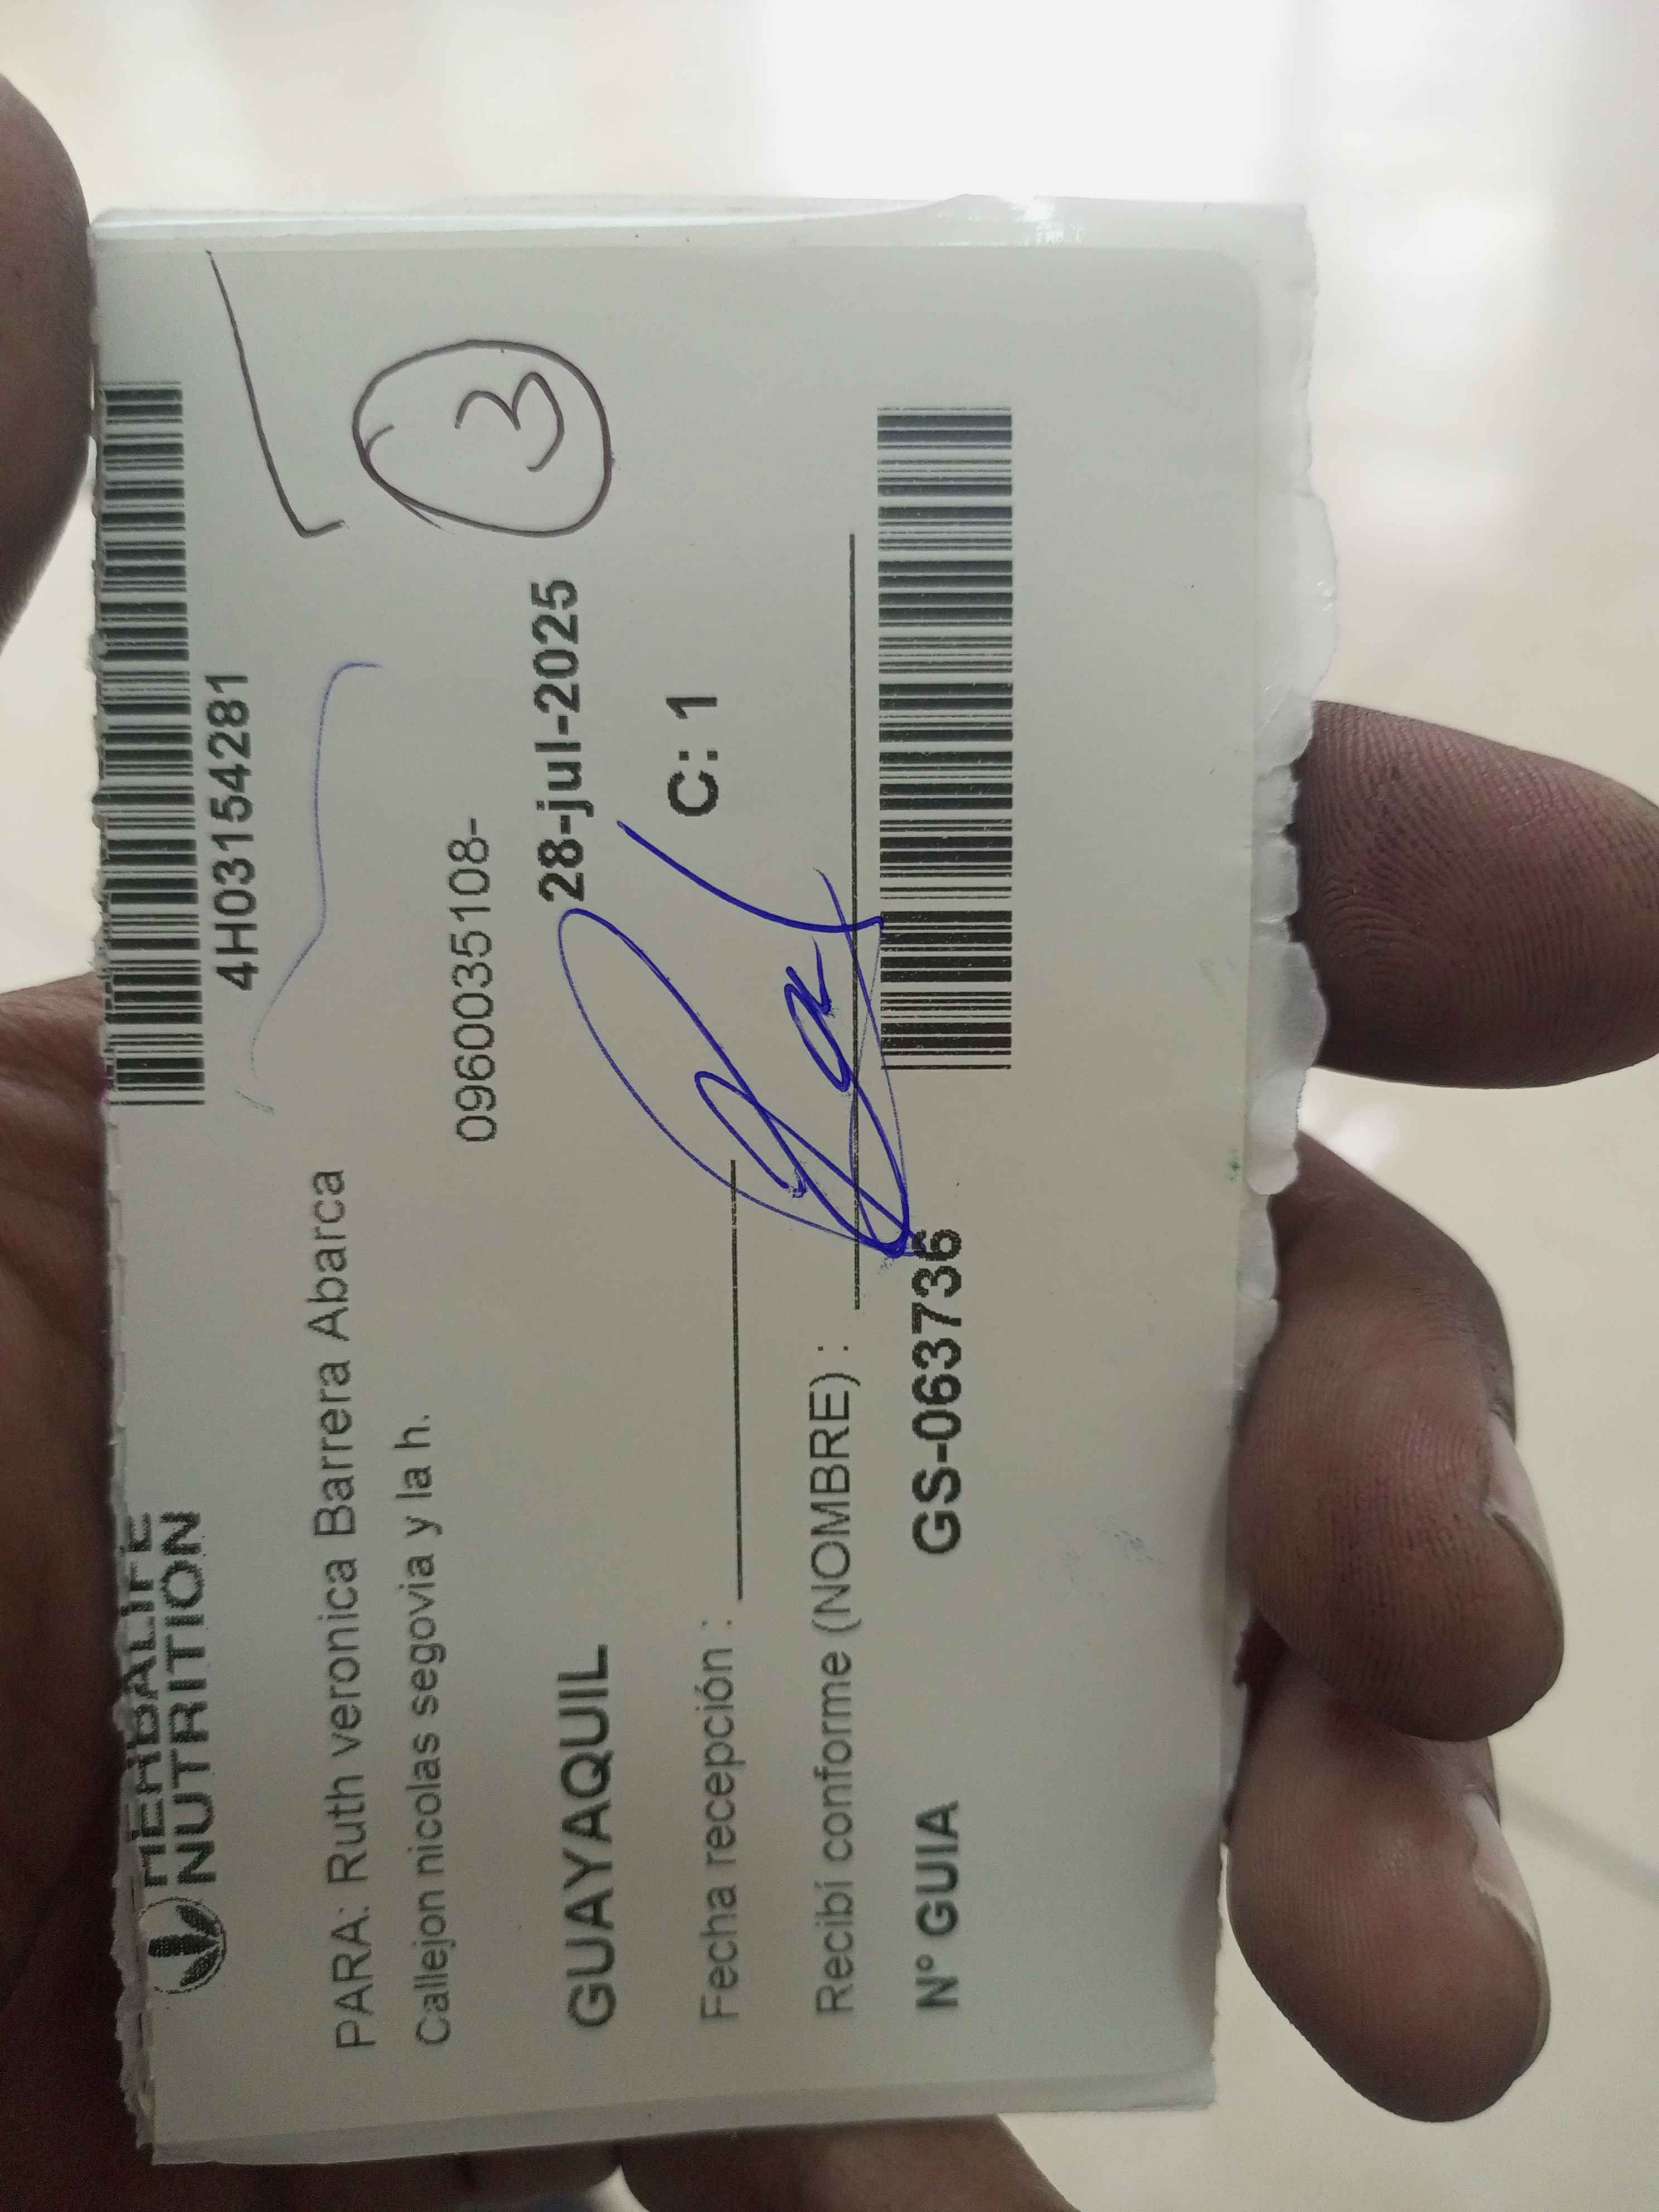 HERBALIFE
NUTRITION
4H03154281
PARA: Ruth veronica Barrera Abarca
Callejon nicolas segovia y la h.
0960035108-
GUAYAQUIL
28-jul-2025
3
Fecha recepción :
C: 1
Recibí conforme (NOMBRE) :
N° GUIA
GS-063736